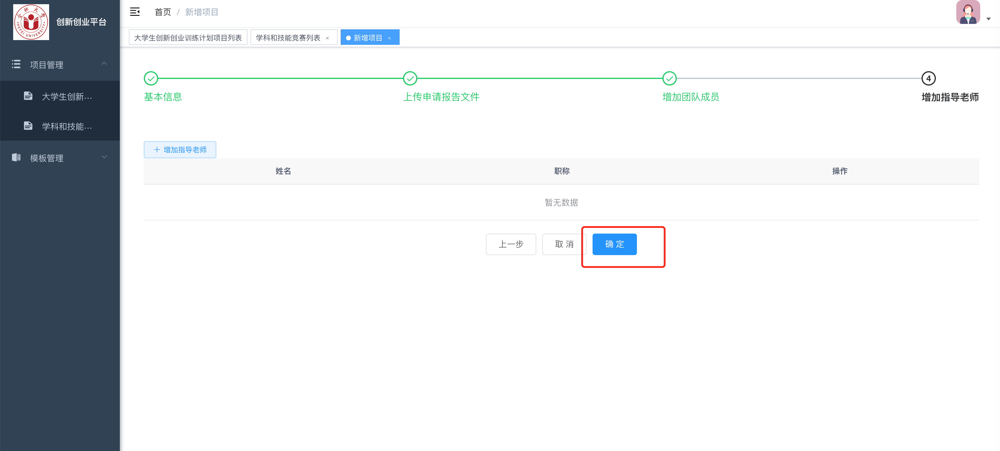 合肥大学
HEFEI UNIVERSITY
创新创业平台
首页 / 新增项目
大学生创新创业训练计划项目列表
学科和技能竞赛列表 ×
新增项目 ×
项目管理
大学生创新...
学科和技能...
模板管理
4
基本信息
上传申请报告文件
增加团队成员
增加指导老师
+ 增加指导老师
姓名 职称 操作
暂无数据
上一步 取 消 确 定